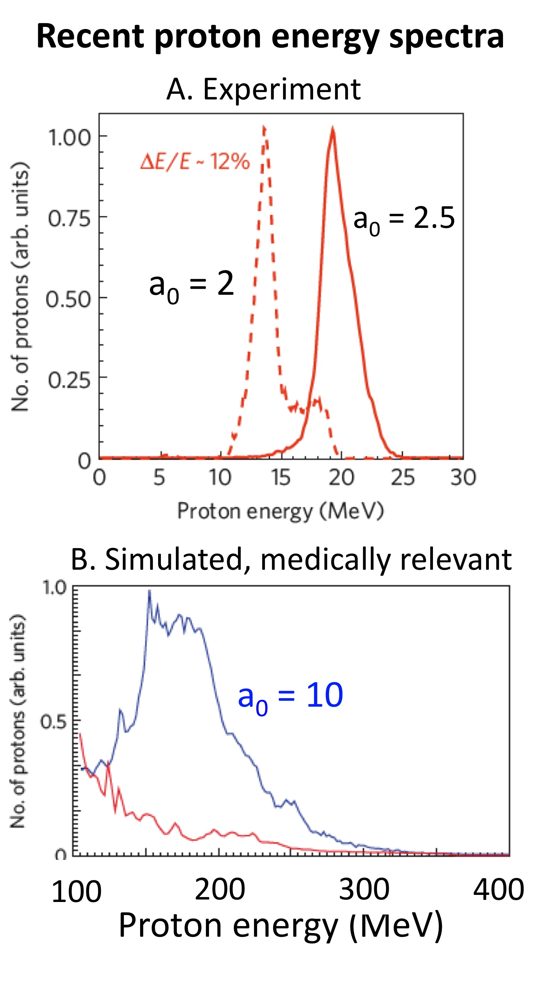 Recent proton energy spectra
A. Experiment
No. of protons (arb. units)
1.00
0.75
0.50
0.25
0
ΔE/E ~ 12%
a0 = 2
a0 = 2.5
0 5 10 15 20 25 30
Proton energy (MeV)
B. Simulated, medically relevant
No. of protons (arb. units)
1.0
0.5
0
a0 = 10
100 200 300 400
Proton energy (MeV)